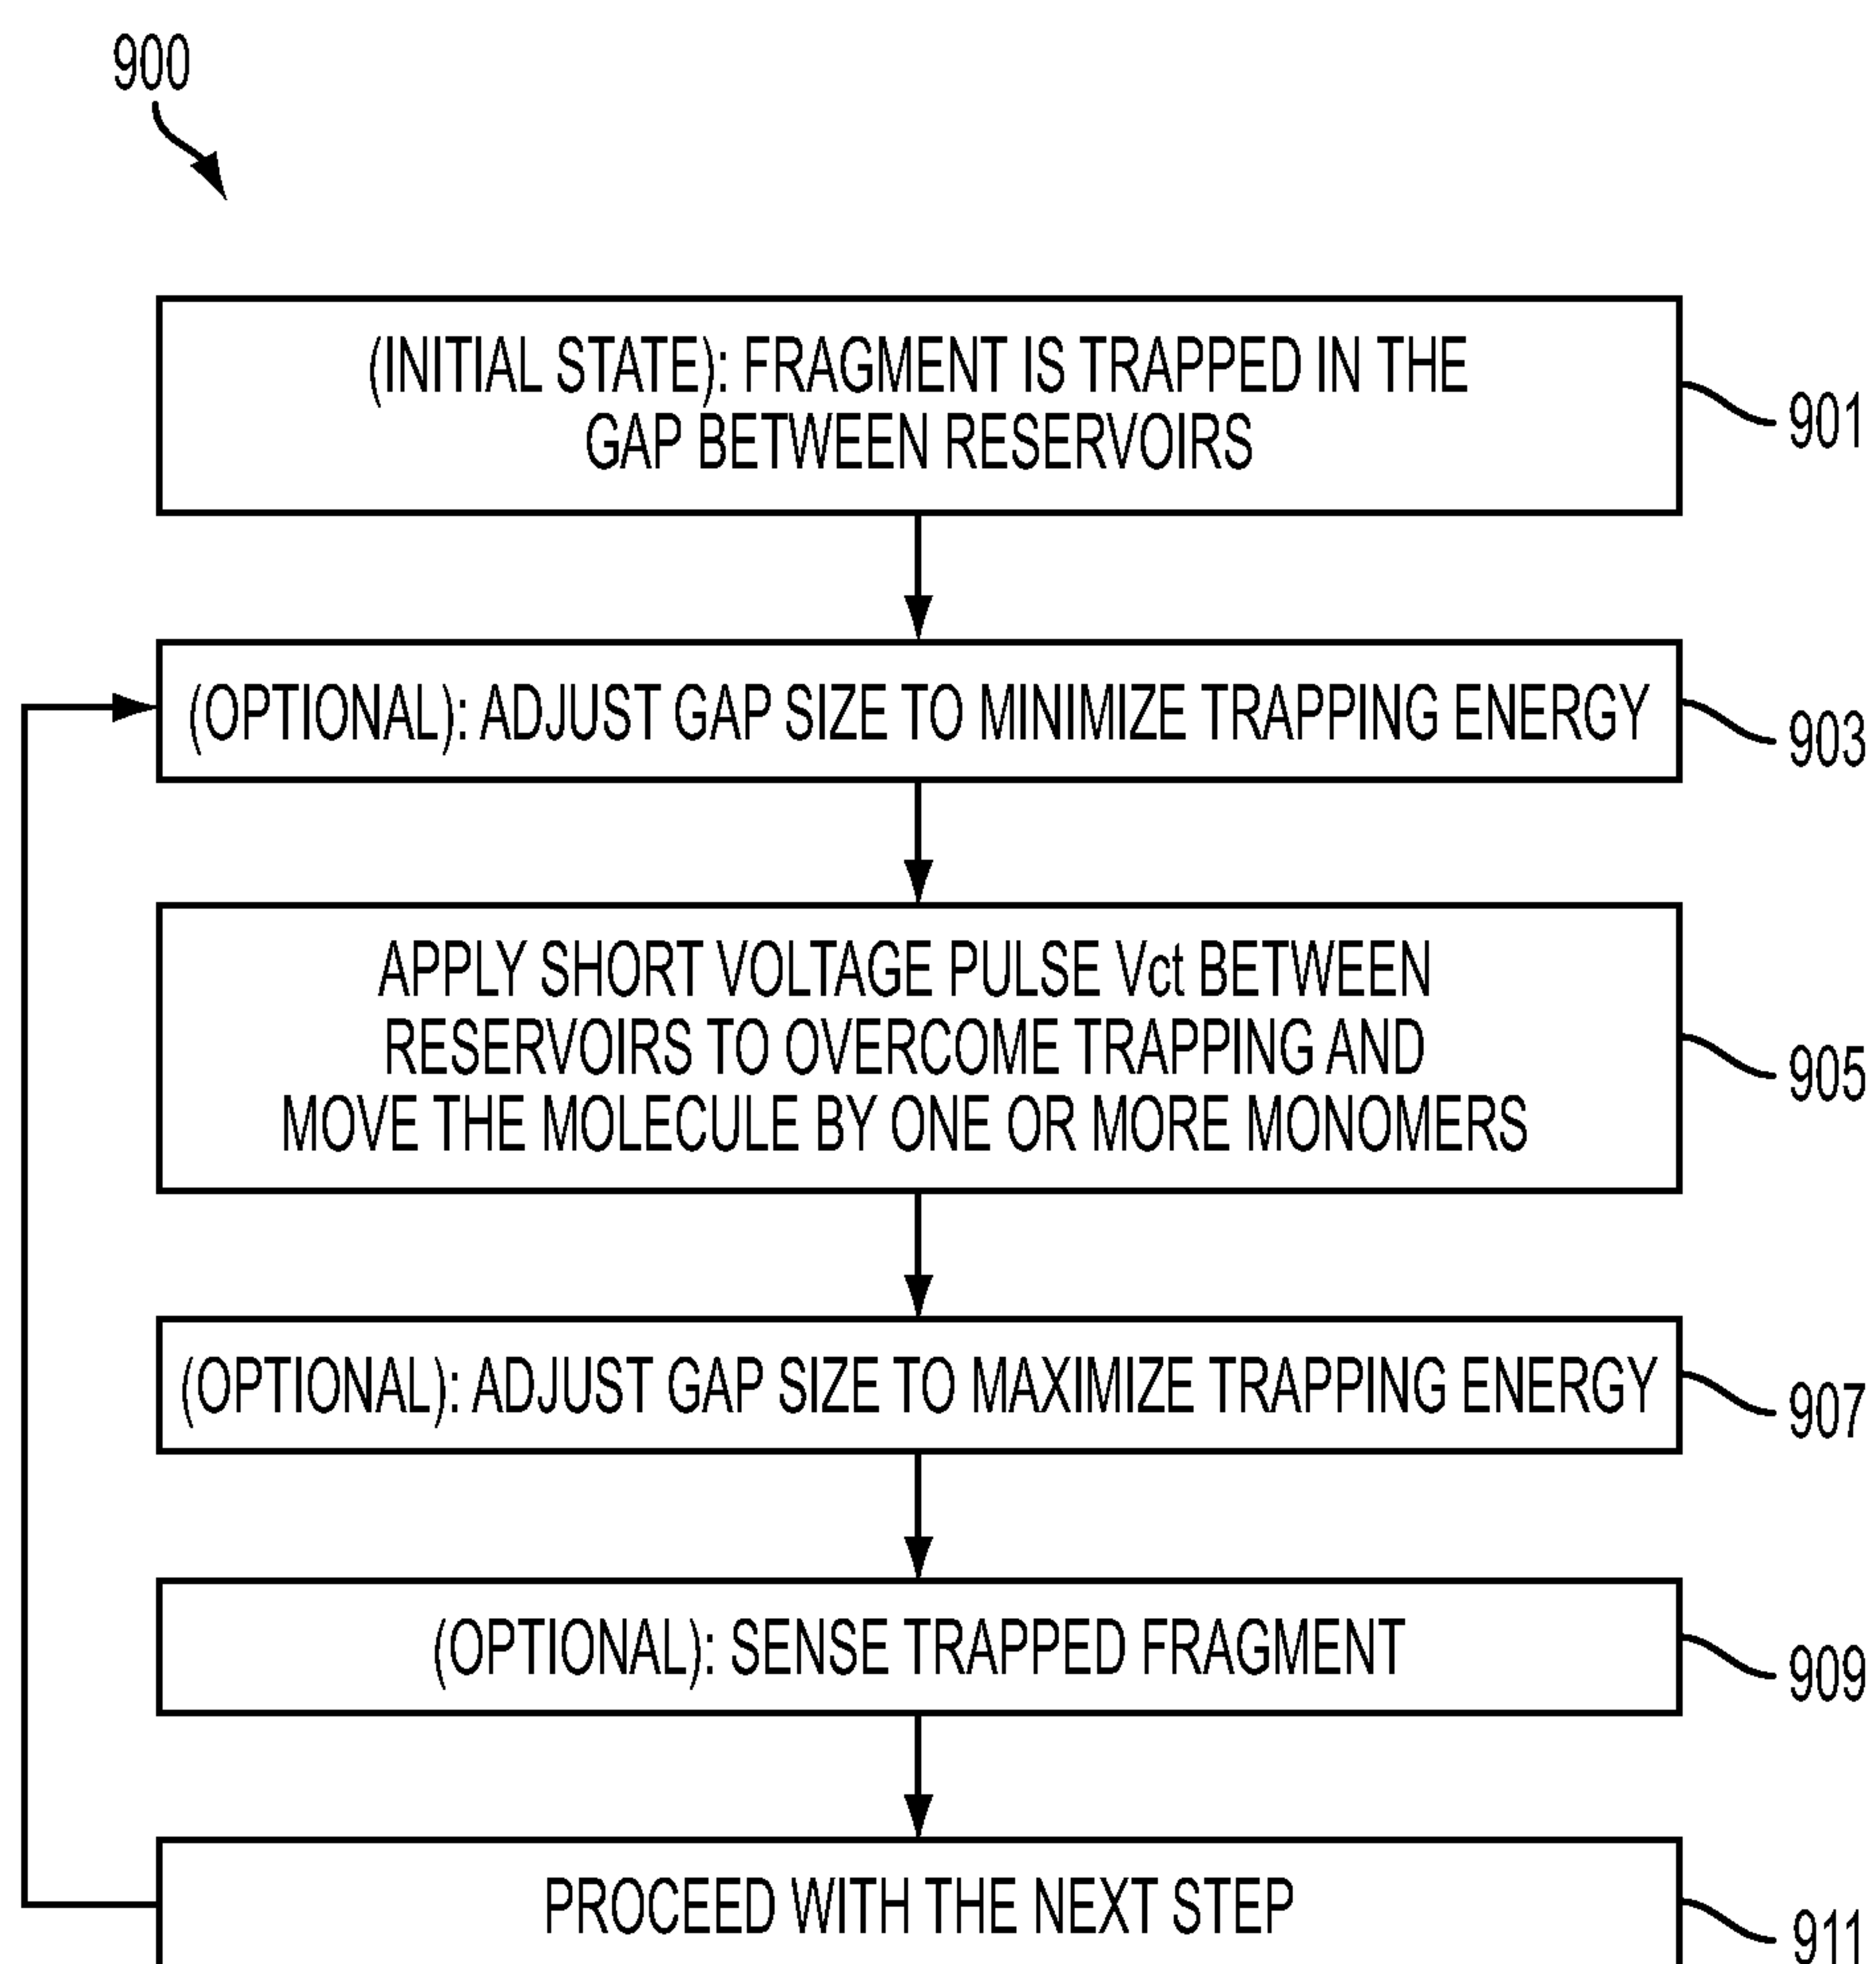 900
(INITIAL STATE): FRAGMENT IS TRAPPED IN THE
GAP BETWEEN RESERVOIRS
901
(OPTIONAL): ADJUST GAP SIZE TO MINIMIZE TRAPPING ENERGY
903
APPLY SHORT VOLTAGE PULSE Vct BETWEEN
RESERVOIRS TO OVERCOME TRAPPING AND
MOVE THE MOLECULE BY ONE OR MORE MONOMERS
905
(OPTIONAL): ADJUST GAP SIZE TO MAXIMIZE TRAPPING ENERGY
907
(OPTIONAL): SENSE TRAPPED FRAGMENT
909
PROCEED WITH THE NEXT STEP
911